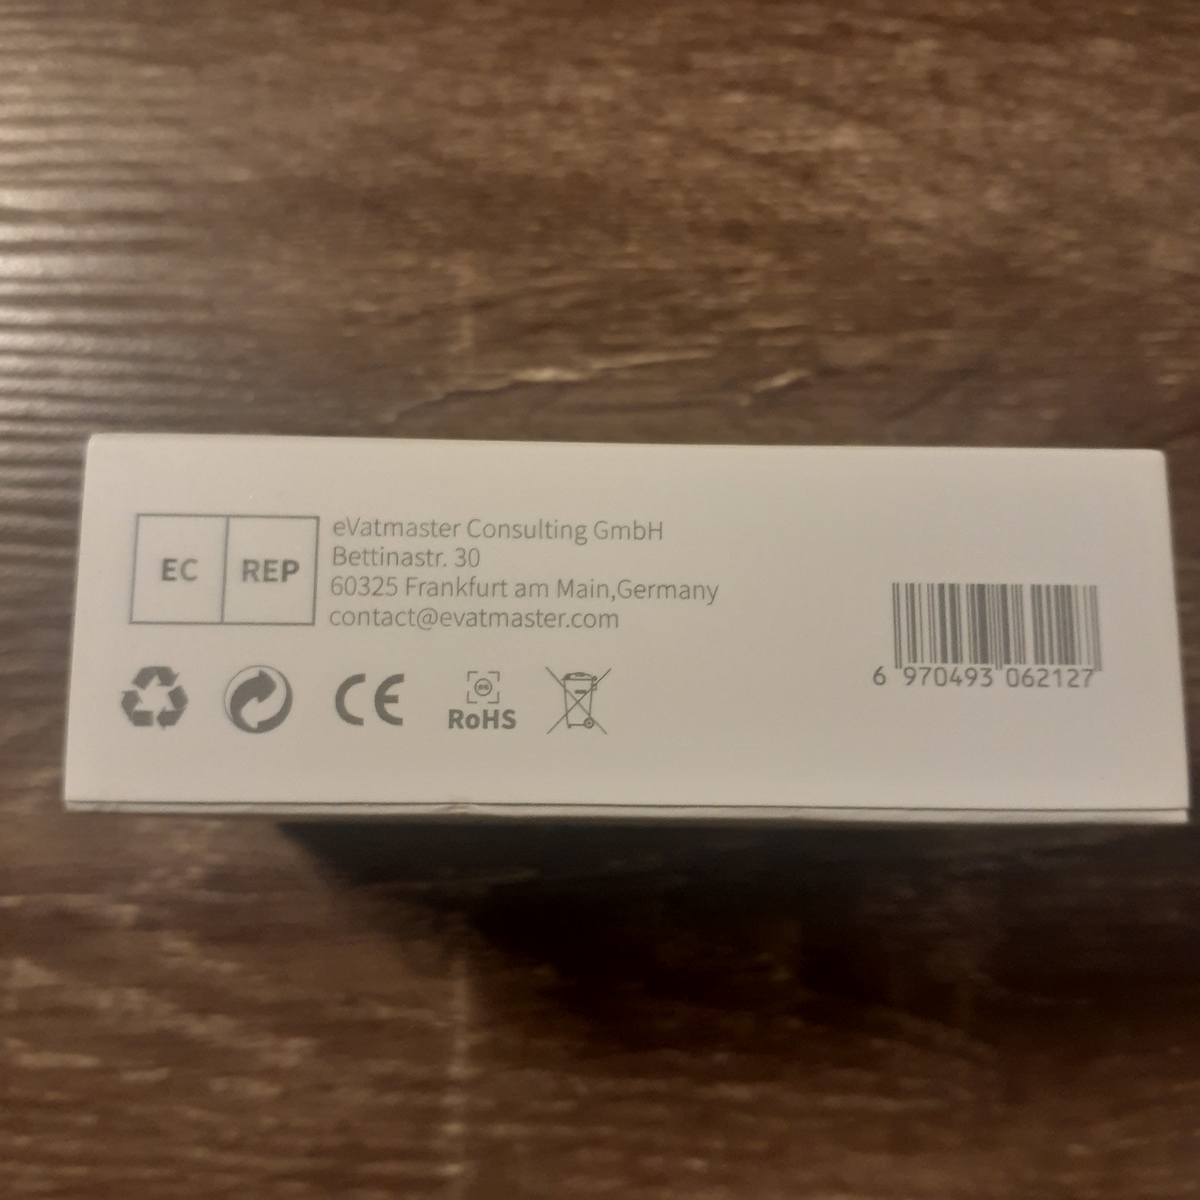 EC REP
eVatmaster Consulting GmbH
Bettinastr. 30
60325 Frankfurt am Main,Germany
contact@evatmaster.com
CE
RoHS
6 970493 062127